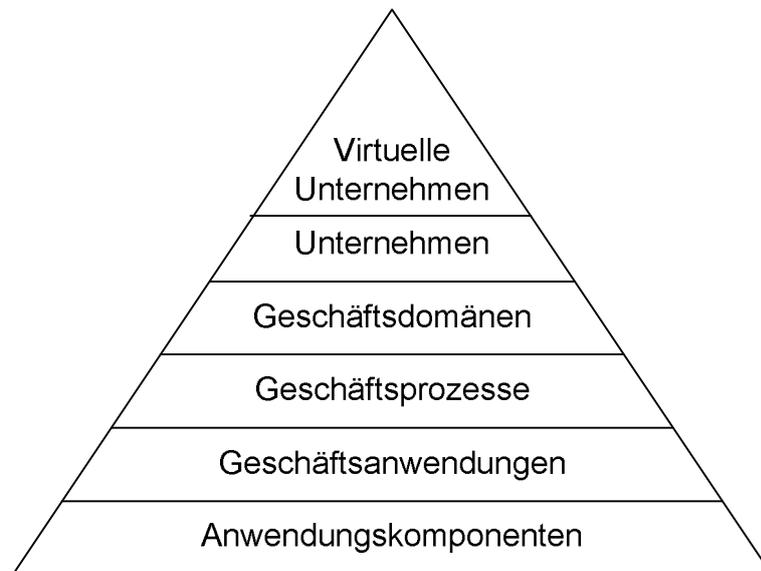 Virtuelle
Unternehmen
Unternehmen
Geschäftsdomänen
Geschäftsprozesse
Geschäftsanwendungen
Anwendungskomponenten